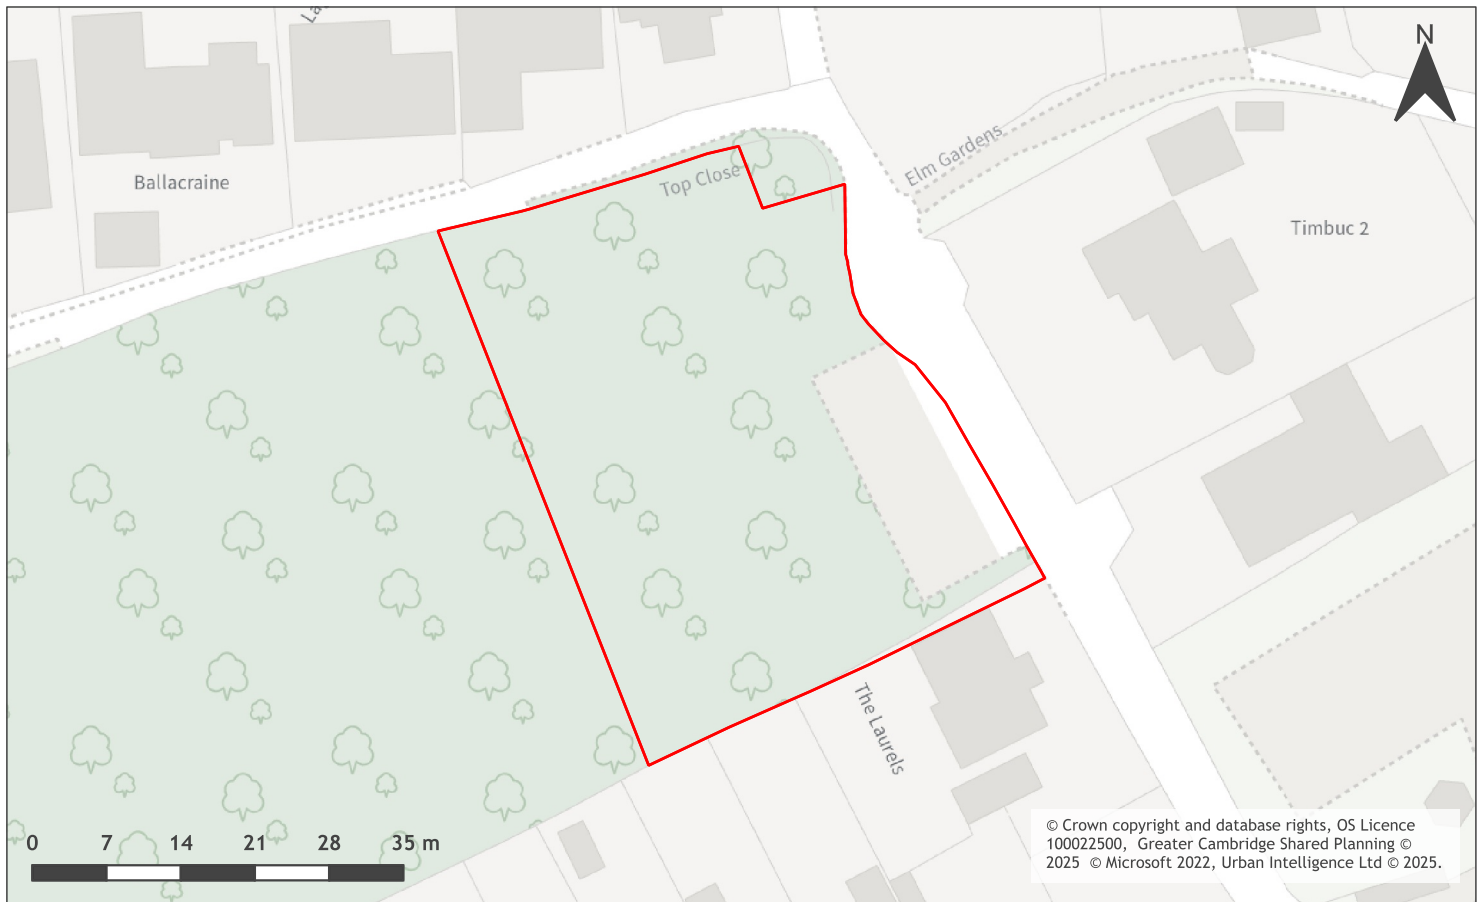 N
Elm Gardens
Top Close
Ballacraine
Timbuc 2
The Laurels
0 7 14 21 28 35 m
© Crown copyright and database rights, OS Licence
100022500, Greater Cambridge Shared Planning ©
2025 © Microsoft 2022, Urban Intelligence Ltd © 2025.